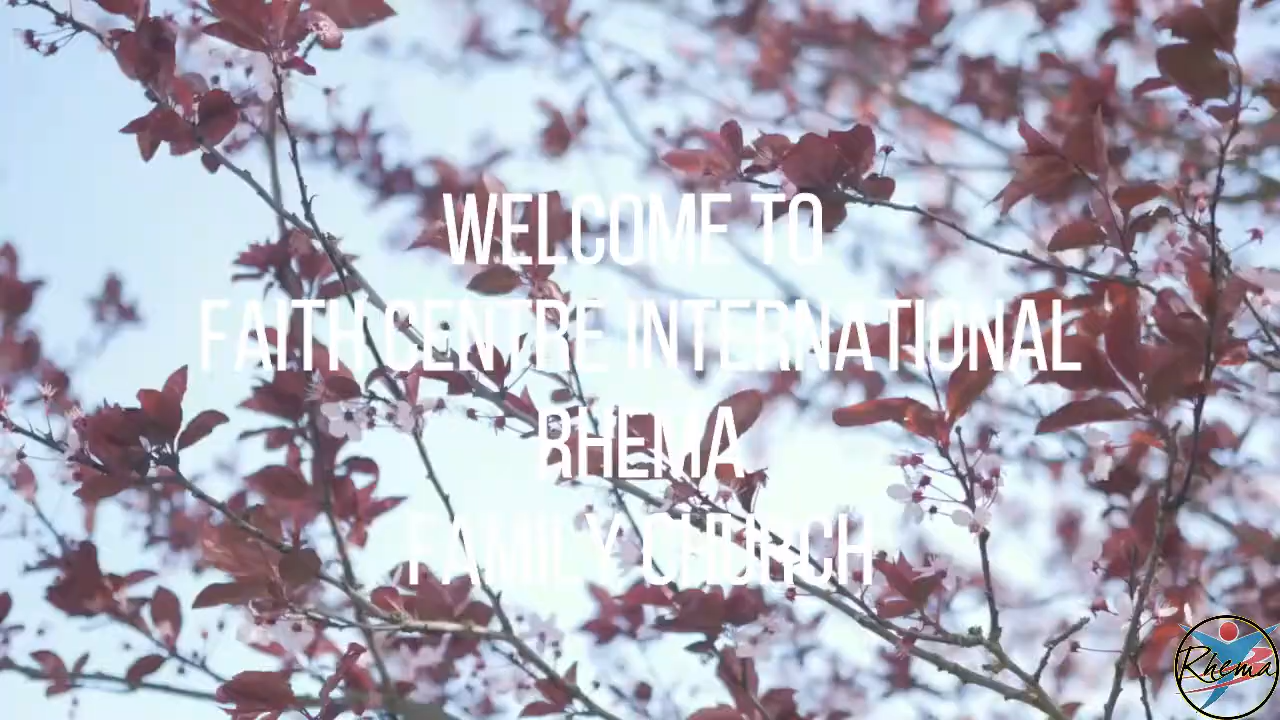 WELCOME TO
FAITH CENTRE INTERNATIONAL
RHEMA
FAMILY CHURCH
Rhema